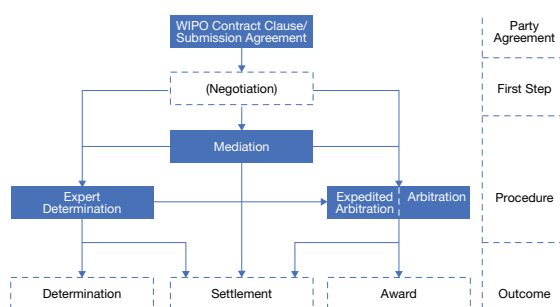 WIPO Contract Clause/
Submission Agreement
Party
Agreement
(Negotiation)
First Step
Mediation
Expert
Determination
Expedited
Arbitration
Arbitration
Procedure
Determination
Settlement
Award
Outcome